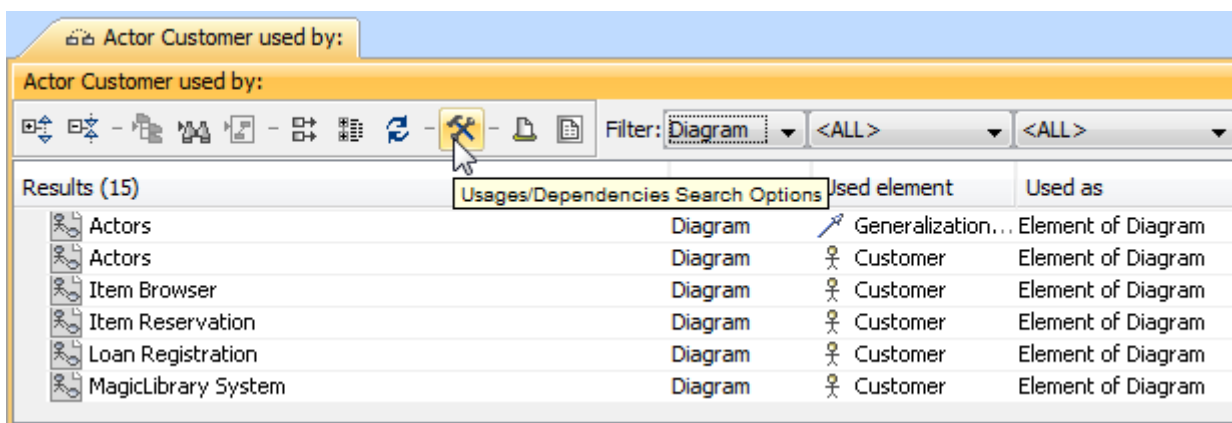 Actor Customer used by:
Actor Customer used by:
Filter: Diagram <ALL> <ALL>
Results (15) Used element Used as
Usages/Dependencies Search Options
Actors Diagram Generalization... Element of Diagram
Actors Diagram Customer Element of Diagram
Item Browser Diagram Customer Element of Diagram
Item Reservation Diagram Customer Element of Diagram
Loan Registration Diagram Customer Element of Diagram
MagicLibrary System Diagram Customer Element of Diagram